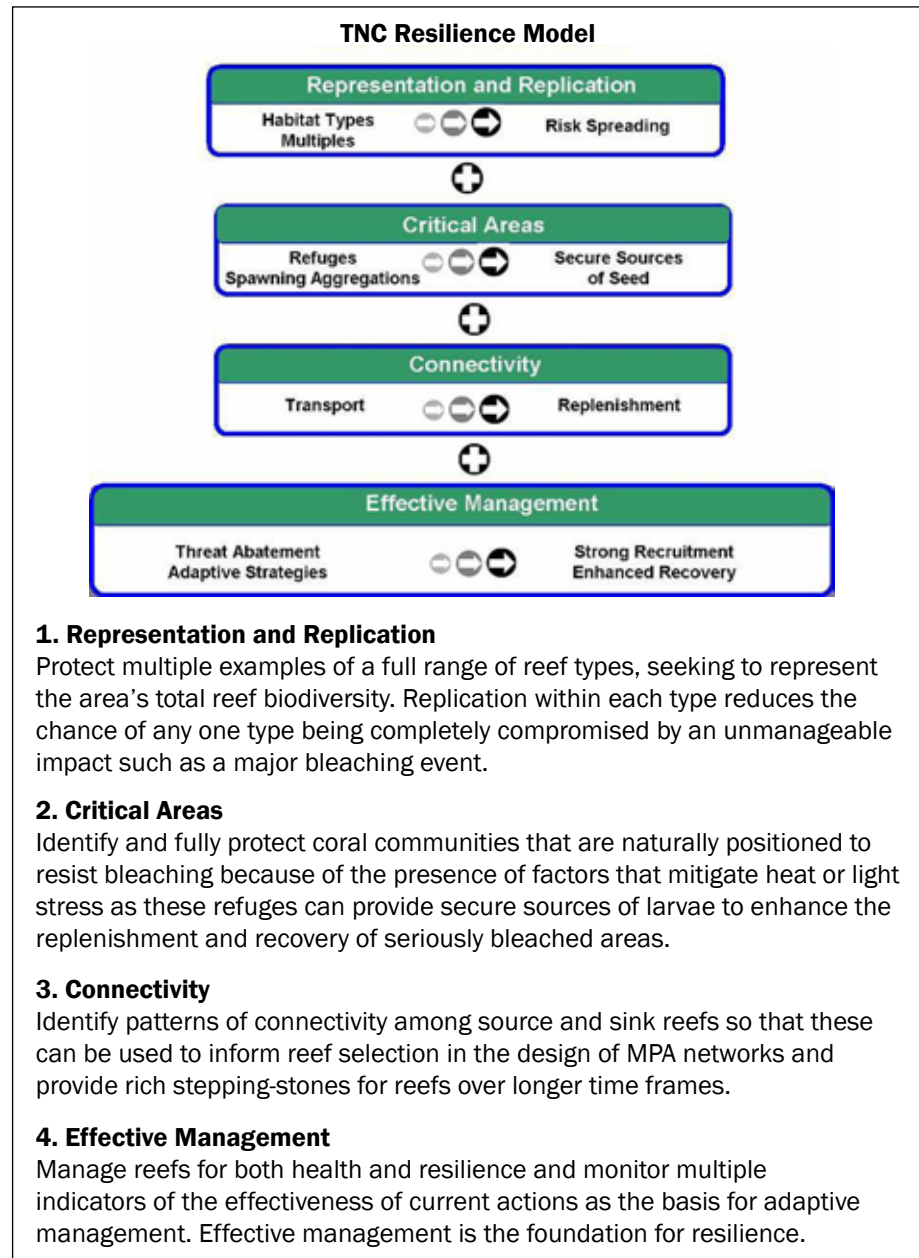 TNC Resilience Model
Representation and Replication
Habitat Types
Multiples
Risk Spreading
Critical Areas
Refuges
Spawning Aggregations
Secure Sources
of Seed
Connectivity
Transport
Replenishment
Effective Management
Threat Abatement
Adaptive Strategies
Strong Recruitment
Enhanced Recovery
1. Representation and Replication
Protect multiple examples of a full range of reef types, seeking to represent
the area’s total reef biodiversity. Replication within each type reduces the
chance of any one type being completely compromised by an unmanageable
impact such as a major bleaching event.
2. Critical Areas
Identify and fully protect coral communities that are naturally positioned to
resist bleaching because of the presence of factors that mitigate heat or light
stress as these refuges can provide secure sources of larvae to enhance the
replenishment and recovery of seriously bleached areas.
3. Connectivity
Identify patterns of connectivity among source and sink reefs so that these
can be used to inform reef selection in the design of MPA networks and
provide rich stepping-stones for reefs over longer time frames.
4. Effective Management
Manage reefs for both health and resilience and monitor multiple
indicators of the effectiveness of current actions as the basis for adaptive
management. Effective management is the foundation for resilience.